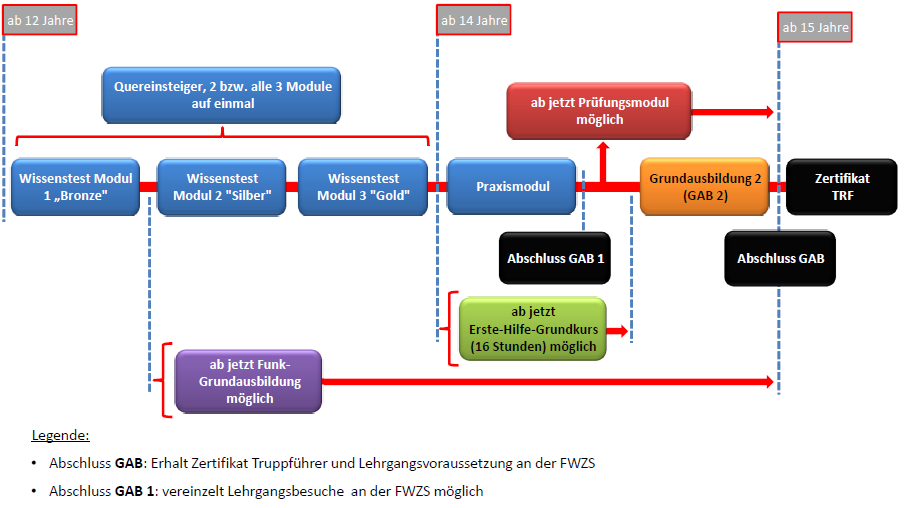 ab 12 Jahre
ab 14 Jahre
ab 15 Jahre
Quereinsteiger, 2 bzw. alle 3 Module
auf einmal
ab jetzt Prüfungsmodul
möglich
Wissenstest Modul
1 „Bronze"
Wissenstest
Modul 2 "Silber"
Wissenstest
Modul 3 "Gold"
Praxismodul
Grundausbildung 2
(GAB 2)
Zertifikat
TRF
Abschluss GAB 1
Abschluss GAB
ab jetzt
Erste-Hilfe-Grundkurs
(16 Stunden) möglich
ab jetzt Funk-
Grundausbildung
möglich
Legende:
• Abschluss GAB: Erhalt Zertifikat Truppführer und Lehrgangsvoraussetzung an der FWZS
• Abschluss GAB 1: vereinzelt Lehrgangsbesuche an der FWZS möglich